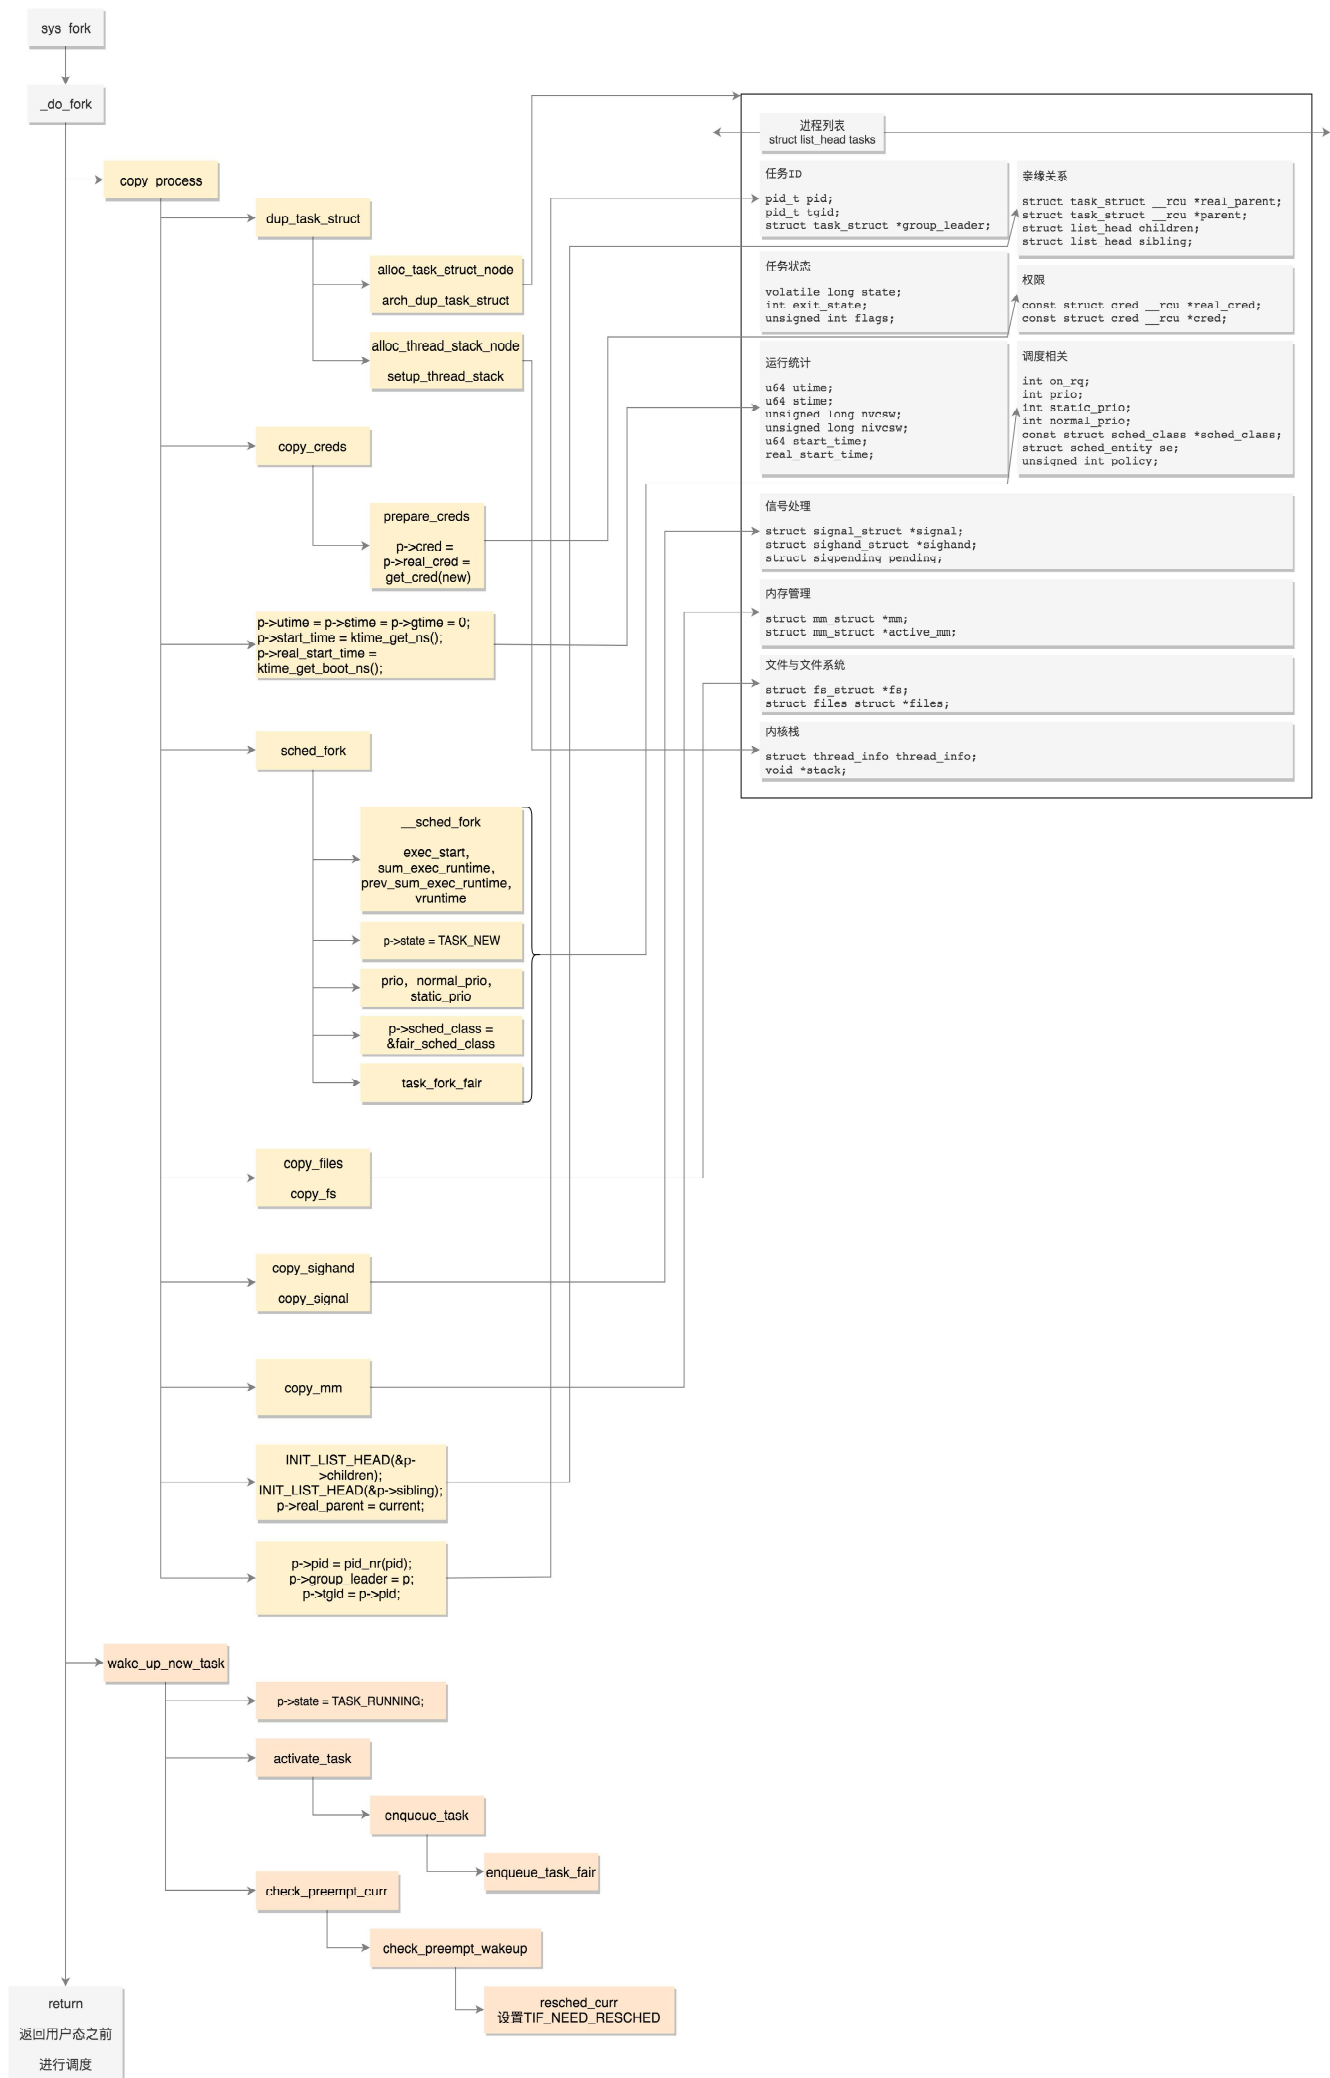 sys_fork
_do_fork
copy_process
dup_task_struct
alloc_task_struct_node
arch_dup_task_struct
alloc_thread_stack_node
setup_thread_stack
copy_creds
prepare_creds
p->cred =
p->real_cred =
get_cred(new)
p->utime = p->stime = p->gtime = 0;
p->start_time = ktime_get_ns();
p->real_start_time =
ktime_get_boot_ns();
sched_fork
__sched_fork
exec_start,
sum_exec_runtime,
prev_sum_exec_runtime,
vruntime
p->state = TASK_NEW
prio，normal_prio，
static_prio
p->sched_class =
&fair_sched_class
task_fork_fair
copy_files
copy_fs
copy_sighand
copy_signal
copy_mm
INIT_LIST_HEAD(&p-
>children);
INIT_LIST_HEAD(&p->sibling);
p->real_parent = current;
p->pid = pid_nr(pid);
p->group_leader = p;
p->tgid = p->pid;
wake_up_new_task
p->state = TASK_RUNNING;
activate_task
enqueue_task
enqueue_task_fair
check_preempt_curr
check_preempt_wakeup
resched_curr
设置TIF_NEED_RESCHED
return
返回用户态之前
进行调度
进程列表
struct list_head tasks
任务ID
pid_t pid;
pid_t tgid;
struct task_struct *group_leader;
亲缘关系
struct task_struct __rcu *real_parent;
struct task_struct __rcu *parent;
struct list_head children;
struct list_head sibling;
任务状态
volatile long state;
int exit_state;
unsigned int flags;
权限
const struct cred __rcu *real_cred;
const struct cred __rcu *cred;
运行统计
u64 utime;
u64 stime;
unsigned long nvcsw;
unsigned long nivcsw;
u64 start_time;
real_start_time;
调度相关
int on_rq;
int prio;
int static_prio;
int normal_prio;
const struct sched_class *sched_class;
struct sched_entity se;
unsigned int policy;
信号处理
struct signal_struct *signal;
struct sighand_struct *sighand;
struct sigpending pending;
内存管理
struct mm_struct *mm;
struct mm_struct *active_mm;
文件与文件系统
struct fs_struct *fs;
struct files_struct *files;
内核栈
struct thread_info thread_info;
void *stack;